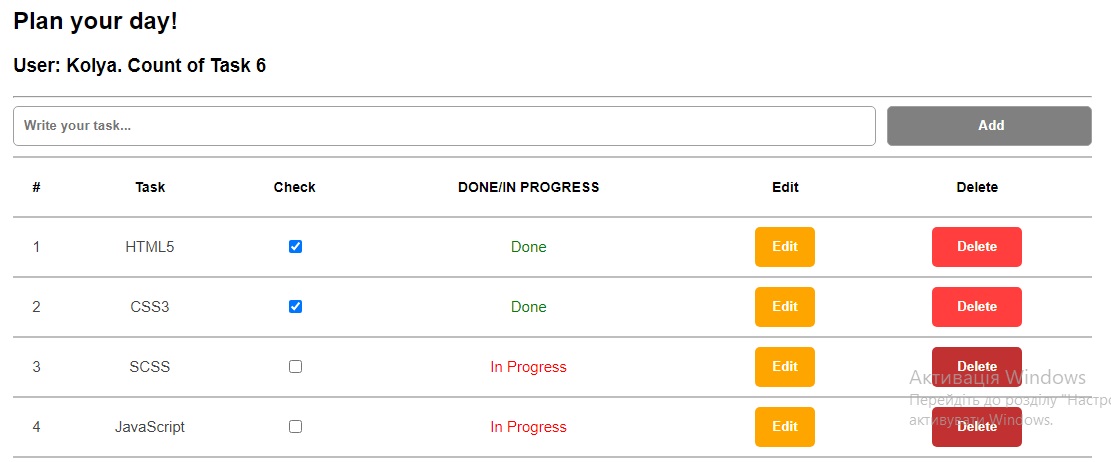 Plan your day!
User: Kolya. Count of Task 6
Write your task... Add
# Task Check DONE/IN PROGRESS Edit Delete
1 HTML5 Done Edit Delete
2 CSS3 Done Edit Delete
3 SCSS In Progress Edit Delete
Активація Windows
Перейдіть до розділу "Настро
активувати Windows.
4 JavaScript In Progress Edit Delete